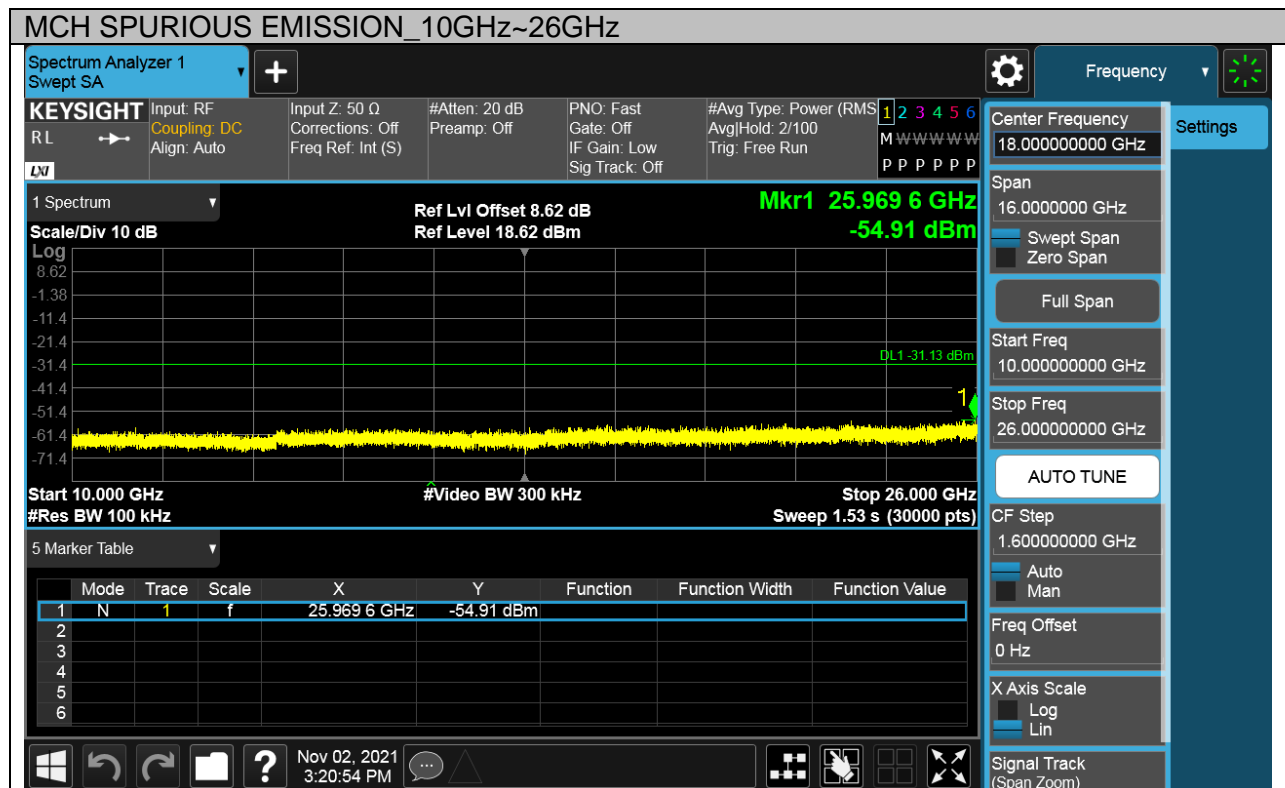 MCH SPURIOUS EMISSION_10GHz~26GHz
Spectrum Analyzer 1
Swept SA
Frequency
KEYSIGHT
RL
LXI
Input: RF
Coupling: DC
Align: Auto
Input Z: 50 Ω
Corrections: Off
Freq Ref: Int (S)
#Atten: 20 dB
Preamp: Off
PNO: Fast
Gate: Off
IF Gain: Low
Sig Track: Off
#Avg Type: Power (RMS
Avg|Hold: 2/100
Trig: Free Run
1 2 3 4 5 6
M W W W W W
P P P P P P
1 Spectrum
Scale/Div 10 dB
Ref Lvl Offset 8.62 dB
Ref Level 18.62 dBm
Mkr1 25.969 6 GHz
-54.91 dBm
Log
8.62
-1.38
-11.4
-21.4
-31.4
-41.4
-51.4
-61.4
-71.4
DL1 -31.13 dBm
1
Start 10.000 GHz
#Res BW 100 kHz
#Video BW 300 kHz
Stop 26.000 GHz
Sweep 1.53 s (30000 pts)
5 Marker Table
Mode Trace Scale X Y Function Function Width Function Value
1 N 1 f 25.969 6 GHz -54.91 dBm
2
3
4
5
6
Nov 02, 2021
3:20:54 PM
Center Frequency
18.000000000 GHz
Settings
Span
16.0000000 GHz
Swept Span
Zero Span
Full Span
Start Freq
10.000000000 GHz
Stop Freq
26.000000000 GHz
AUTO TUNE
CF Step
1.600000000 GHz
Auto
Man
Freq Offset
0 Hz
X Axis Scale
Log
Lin
Signal Track
(Span Zoom)